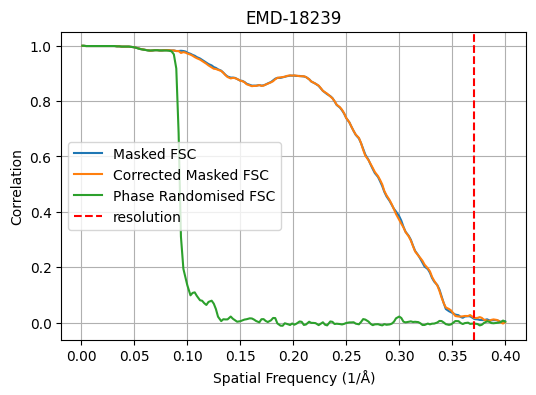 EMD-18239
1.0
0.8
0.6
0.4
0.2
0.0
Correlation
Masked FSC
Corrected Masked FSC
Phase Randomised FSC
resolution
0.00 0.05 0.10 0.15 0.20 0.25 0.30 0.35 0.40
Spatial Frequency (1/Å)